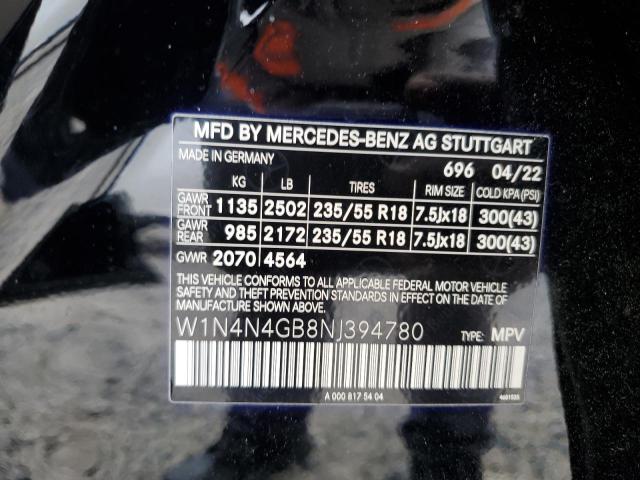 MFD BY MERCEDES-BENZ AG STUTTGART
MADE IN GERMANY 696 04/22
KG LB TIRES RIM SIZE COLD KPA(PSI)
GAWR FRONT 1135 2502 235/55 R18 7.5Jx18 300(43)
GAWR REAR 985 2172 235/55 R18 7.5Jx18 300(43)
GVWR 2070 4564
THIS VEHICLE CONFORMS TO ALL APPLICABLE FEDERAL MOTOR VEHICLE
SAFETY AND THEFT PREVENTION STANDARDS IN EFFECT ON THE DATE OF
MANUFACTURE SHOWN ABOVE.
W1N4N4GB8NJ394780 TYPE: MPV
A 000 817 54 04